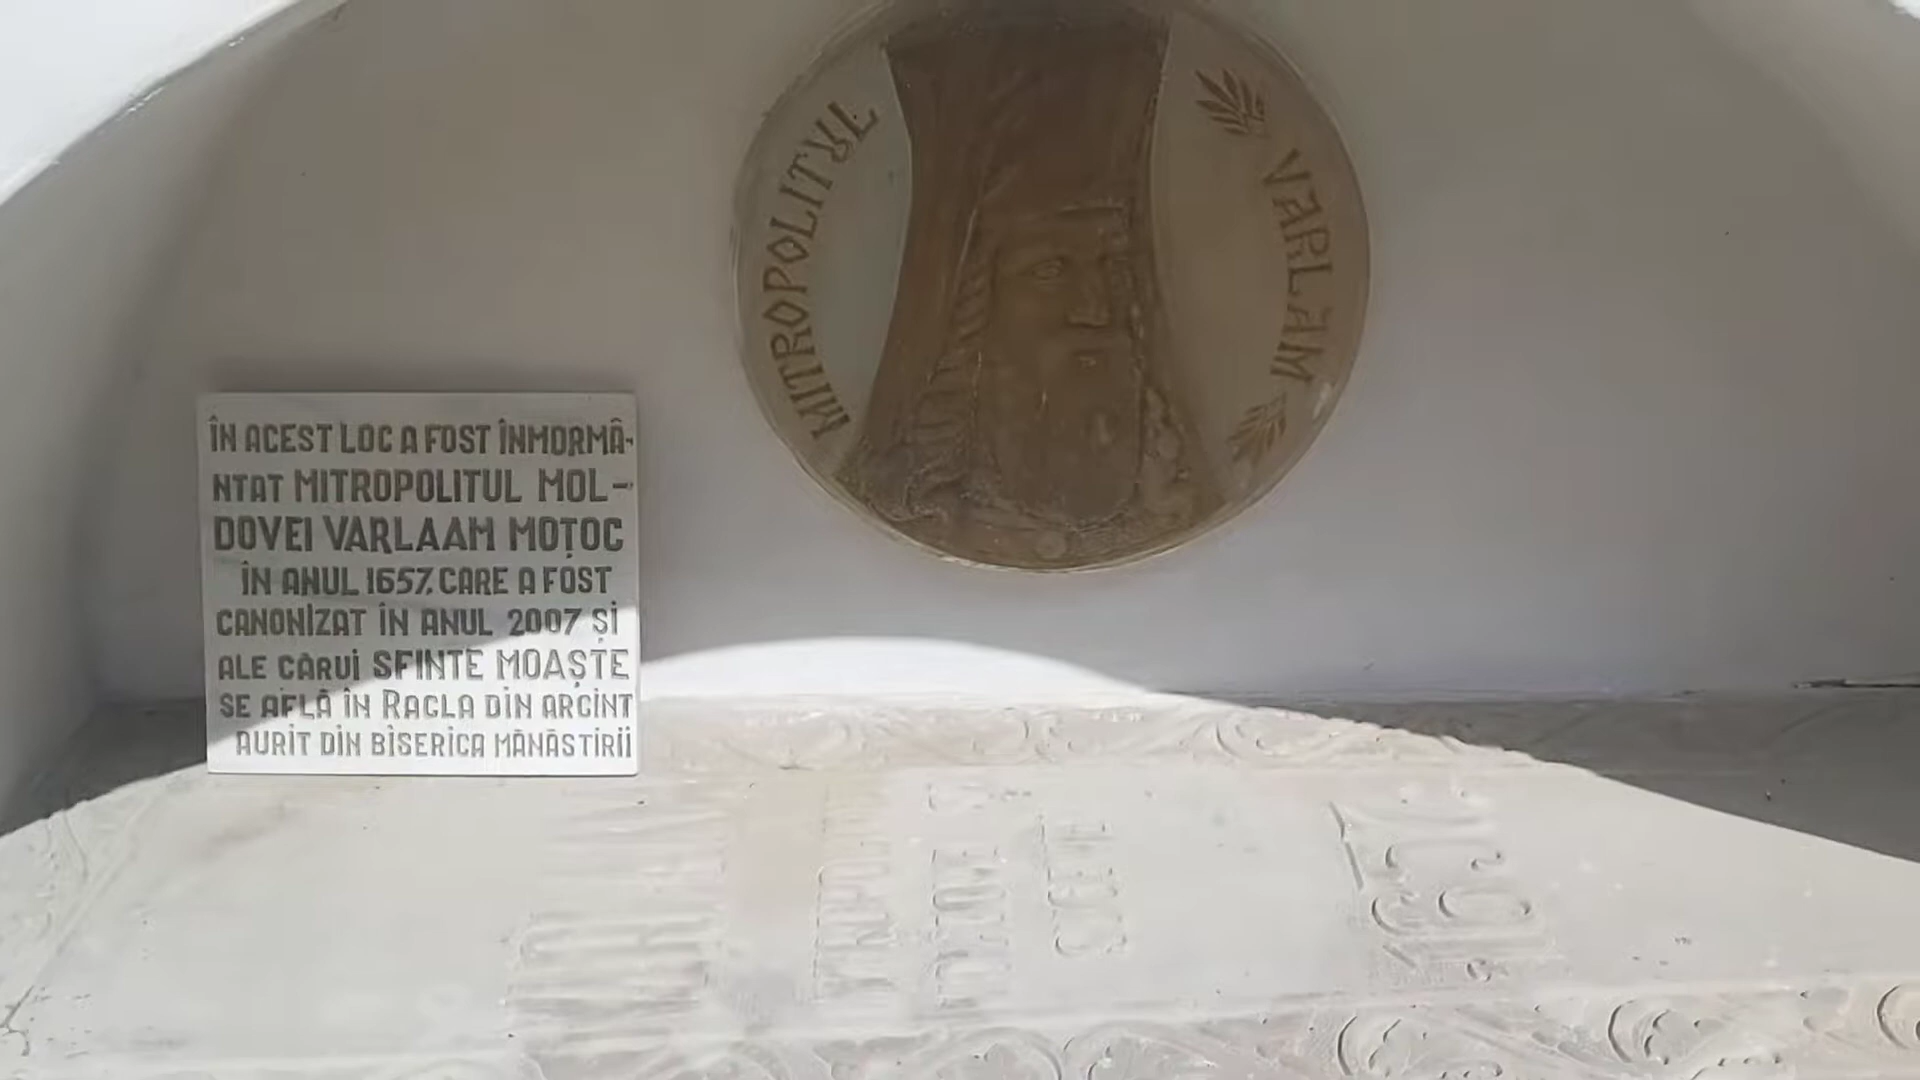 MITROPOLITUL
VARLAM
ÎN ACEST LOC A FOST ÎNMORMÂ-
NTAT MITROPOLITUL MOL-
DOVEI VARLAAM MOȚOC
ÎN ANUL 1657, CARE A FOST
CANONIZAT ÎN ANUL 2007 ȘI
ALE CĂRUI SFINTE MOAȘTE
SE AFLĂ ÎN RACLA DIN ARGINT
AURIT DIN BISERICA MĂNĂSTIRII